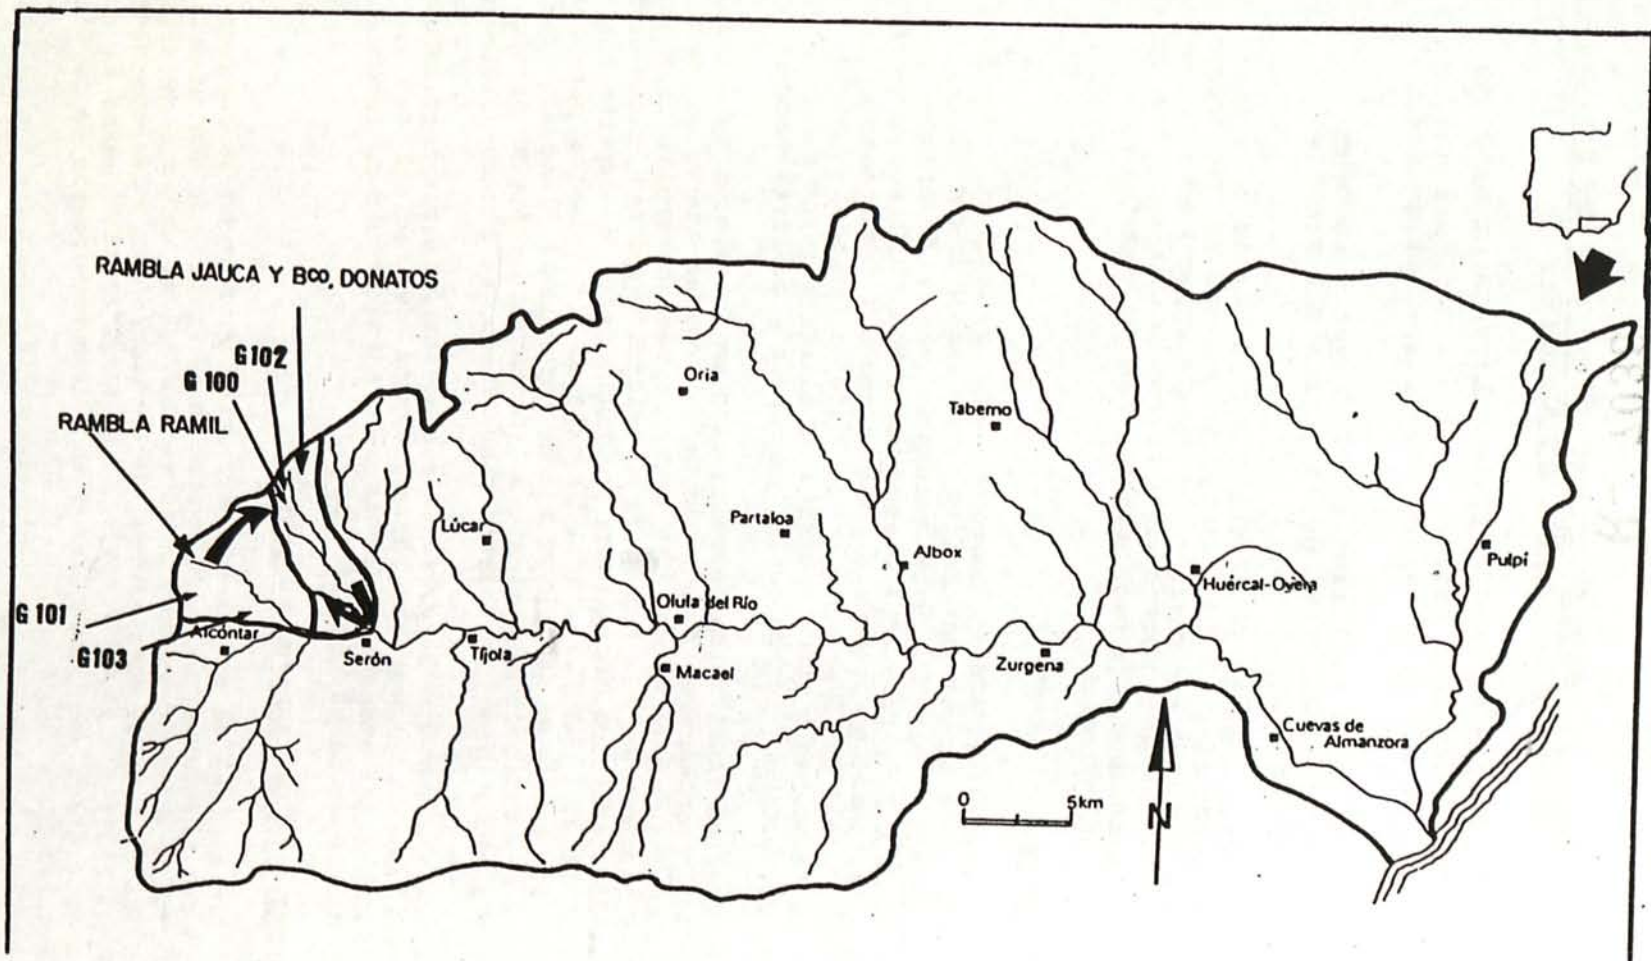 RAMBLA JAUCA Y Bco, DONATOS
G102
G 100
RAMBLA RAMIL
G 101
G103
Oria
Taberno
Lúcar
Partaloa
Albox
Pulpí
Huércal-Overa
Olula del Río
Alcóntar
Serón
Tíjola
Macael
Zurgena
Cuevas de
Almanzora
0 5km
N